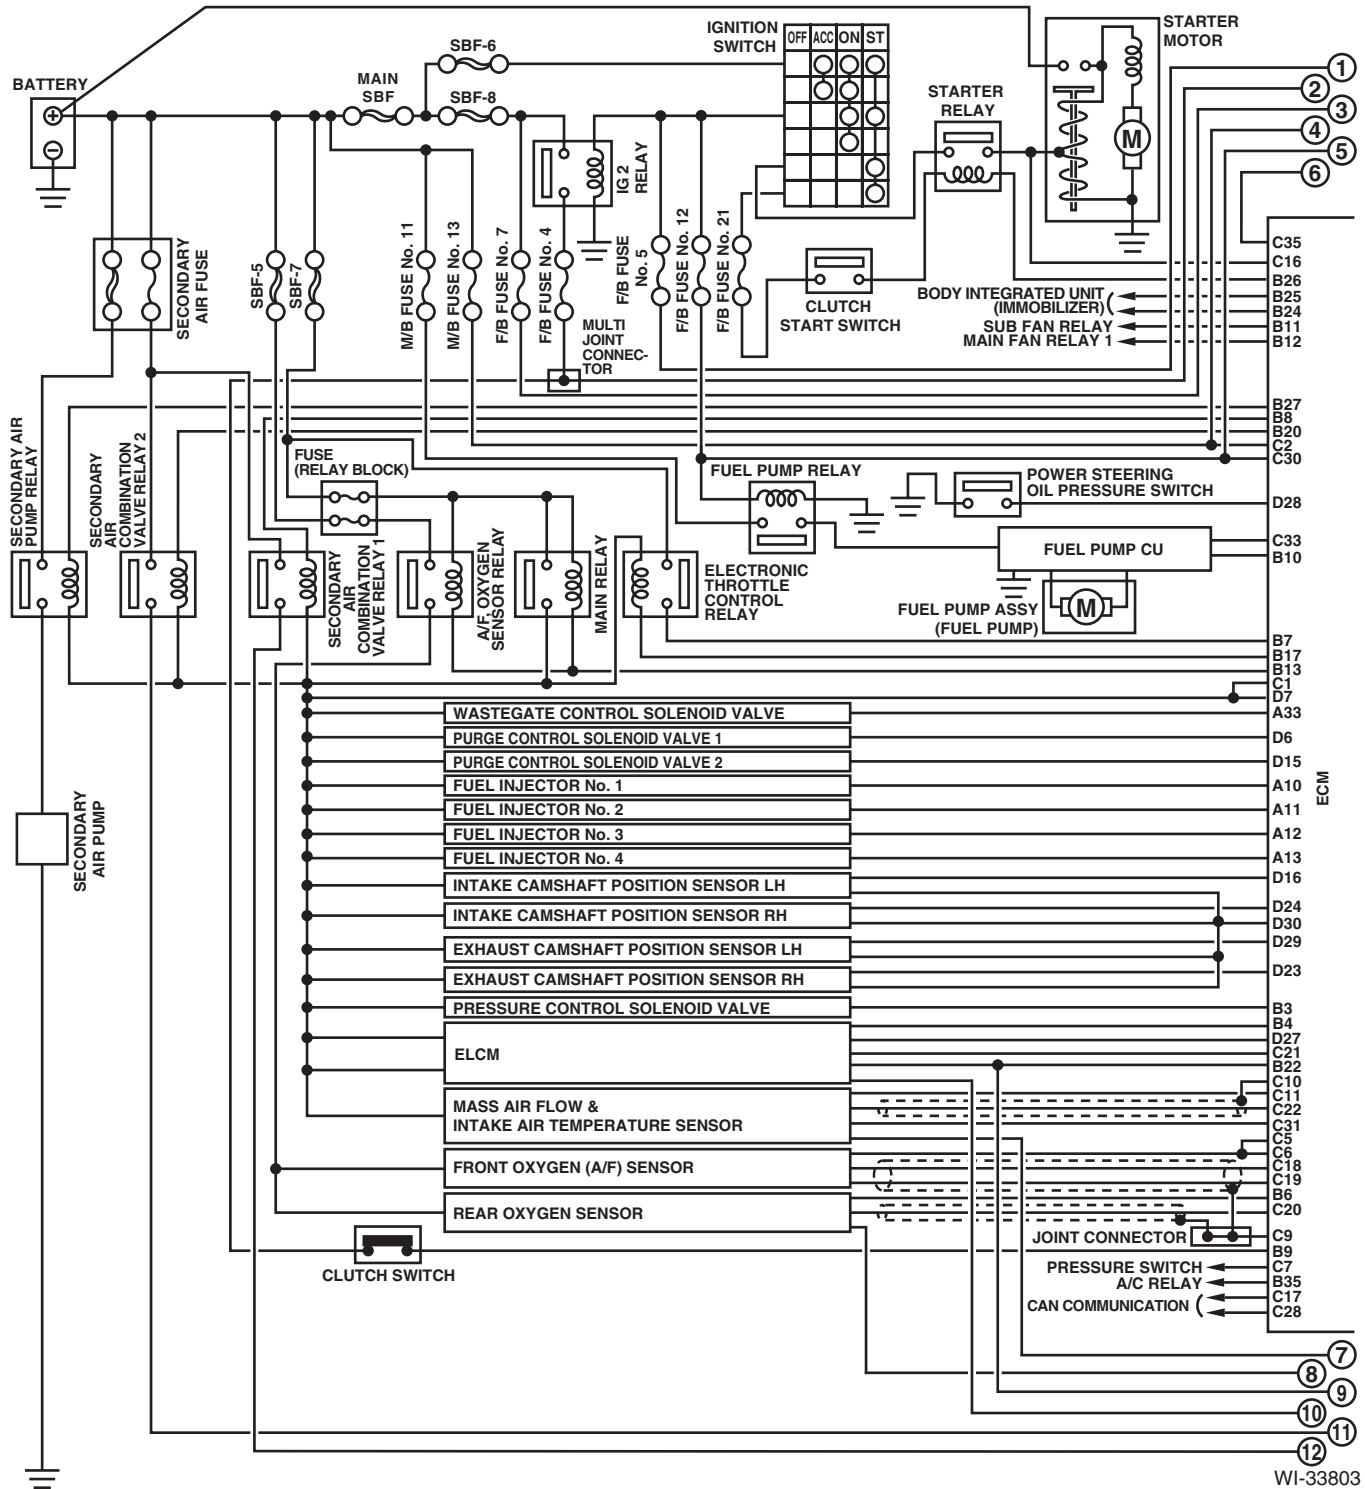 BATTERY
MAIN
SBF
SBF-6
SBF-8
IGNITION
SWITCH
OFF
ACC
ON
ST
STARTER
MOTOR
M
STARTER
RELAY
1
2
3
4
5
6
IG 2
RELAY
SECONDARY
AIR FUSE
SBF-5
SBF-7
M/B FUSE No. 11
M/B FUSE No. 13
F/B FUSE No. 7
F/B FUSE No. 4
F/B FUSE
No. 5
F/B FUSE No. 12
F/B FUSE No. 21
MULTI
JOINT
CONNEC-
TOR
CLUTCH
START SWITCH
BODY INTEGRATED UNIT
(IMMOBILIZER)
SUB FAN RELAY
MAIN FAN RELAY 1
C35
C16
B26
B25
B24
B11
B12
B27
B8
B20
C2
C30
D28
C33
B10
B7
B17
B13
C1
D7
A33
D6
D15
A10
A11
A12
A13
D16
D24
D30
D29
D23
B3
B4
D27
C21
B22
C10
C11
C22
C31
C5
C6
C18
C19
B6
C20
C9
B9
C7
B35
C17
C28
ECM
SECONDARY AIR
PUMP RELAY
SECONDARY
AIR
COMBINATION
VALVE RELAY 2
FUSE
(RELAY BLOCK)
SECONDARY
AIR
COMBINATION
VALVE RELAY 1
A/F, OXYGEN
SENSOR RELAY
MAIN RELAY
ELECTRONIC
THROTTLE
CONTROL
RELAY
FUEL PUMP RELAY
POWER STEERING
OIL PRESSURE SWITCH
FUEL PUMP CU
FUEL PUMP ASSY
(FUEL PUMP)
M
SECONDARY
AIR PUMP
WASTEGATE CONTROL SOLENOID VALVE
PURGE CONTROL SOLENOID VALVE 1
PURGE CONTROL SOLENOID VALVE 2
FUEL INJECTOR No. 1
FUEL INJECTOR No. 2
FUEL INJECTOR No. 3
FUEL INJECTOR No. 4
INTAKE CAMSHAFT POSITION SENSOR LH
INTAKE CAMSHAFT POSITION SENSOR RH
EXHAUST CAMSHAFT POSITION SENSOR LH
EXHAUST CAMSHAFT POSITION SENSOR RH
PRESSURE CONTROL SOLENOID VALVE
ELCM
MASS AIR FLOW &
INTAKE AIR TEMPERATURE SENSOR
FRONT OXYGEN (A/F) SENSOR
REAR OXYGEN SENSOR
JOINT CONNECTOR
CLUTCH SWITCH
PRESSURE SWITCH
A/C RELAY
CAN COMMUNICATION
7
8
9
10
11
12
WI-33803